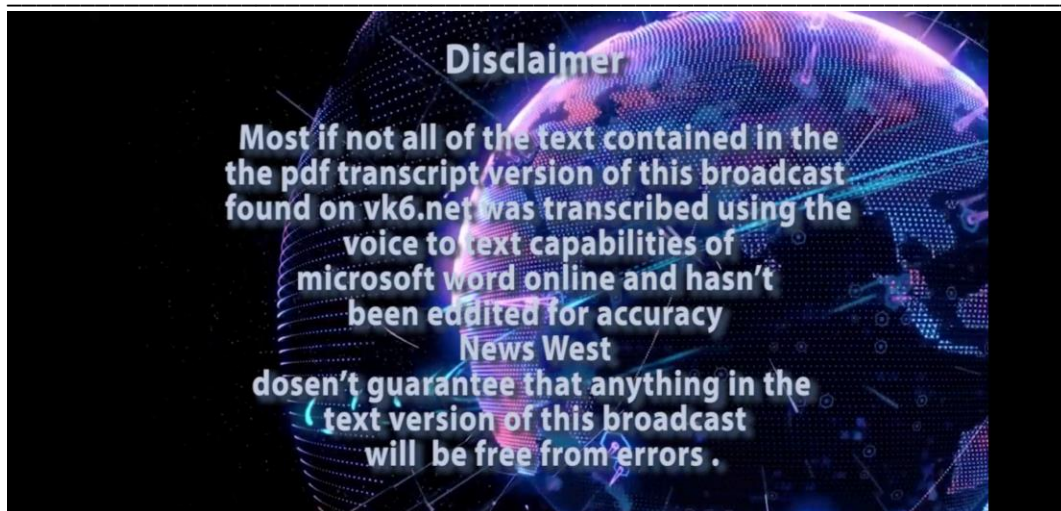 Disclaimer
Most if not all of the text contained in the
the pdf transcript version of this broadcast
found on vk6.net was transcribed using the
voice to text capabilities of
microsoft word online and hasn't
been eddited for accuracy
News West
dosen't guarantee that anything in the
text version of this broadcast
will be free from errors .